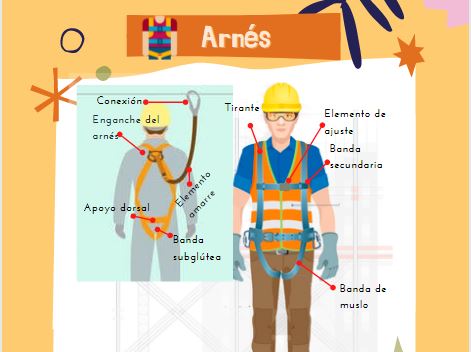 Arnés
Conexión
Enganche del
arnés
Elemento
amarre
Apoyo dorsal
Banda
subglútea
Tirante
Elemento de
ajuste
Banda
secundaria
Banda de
muslo